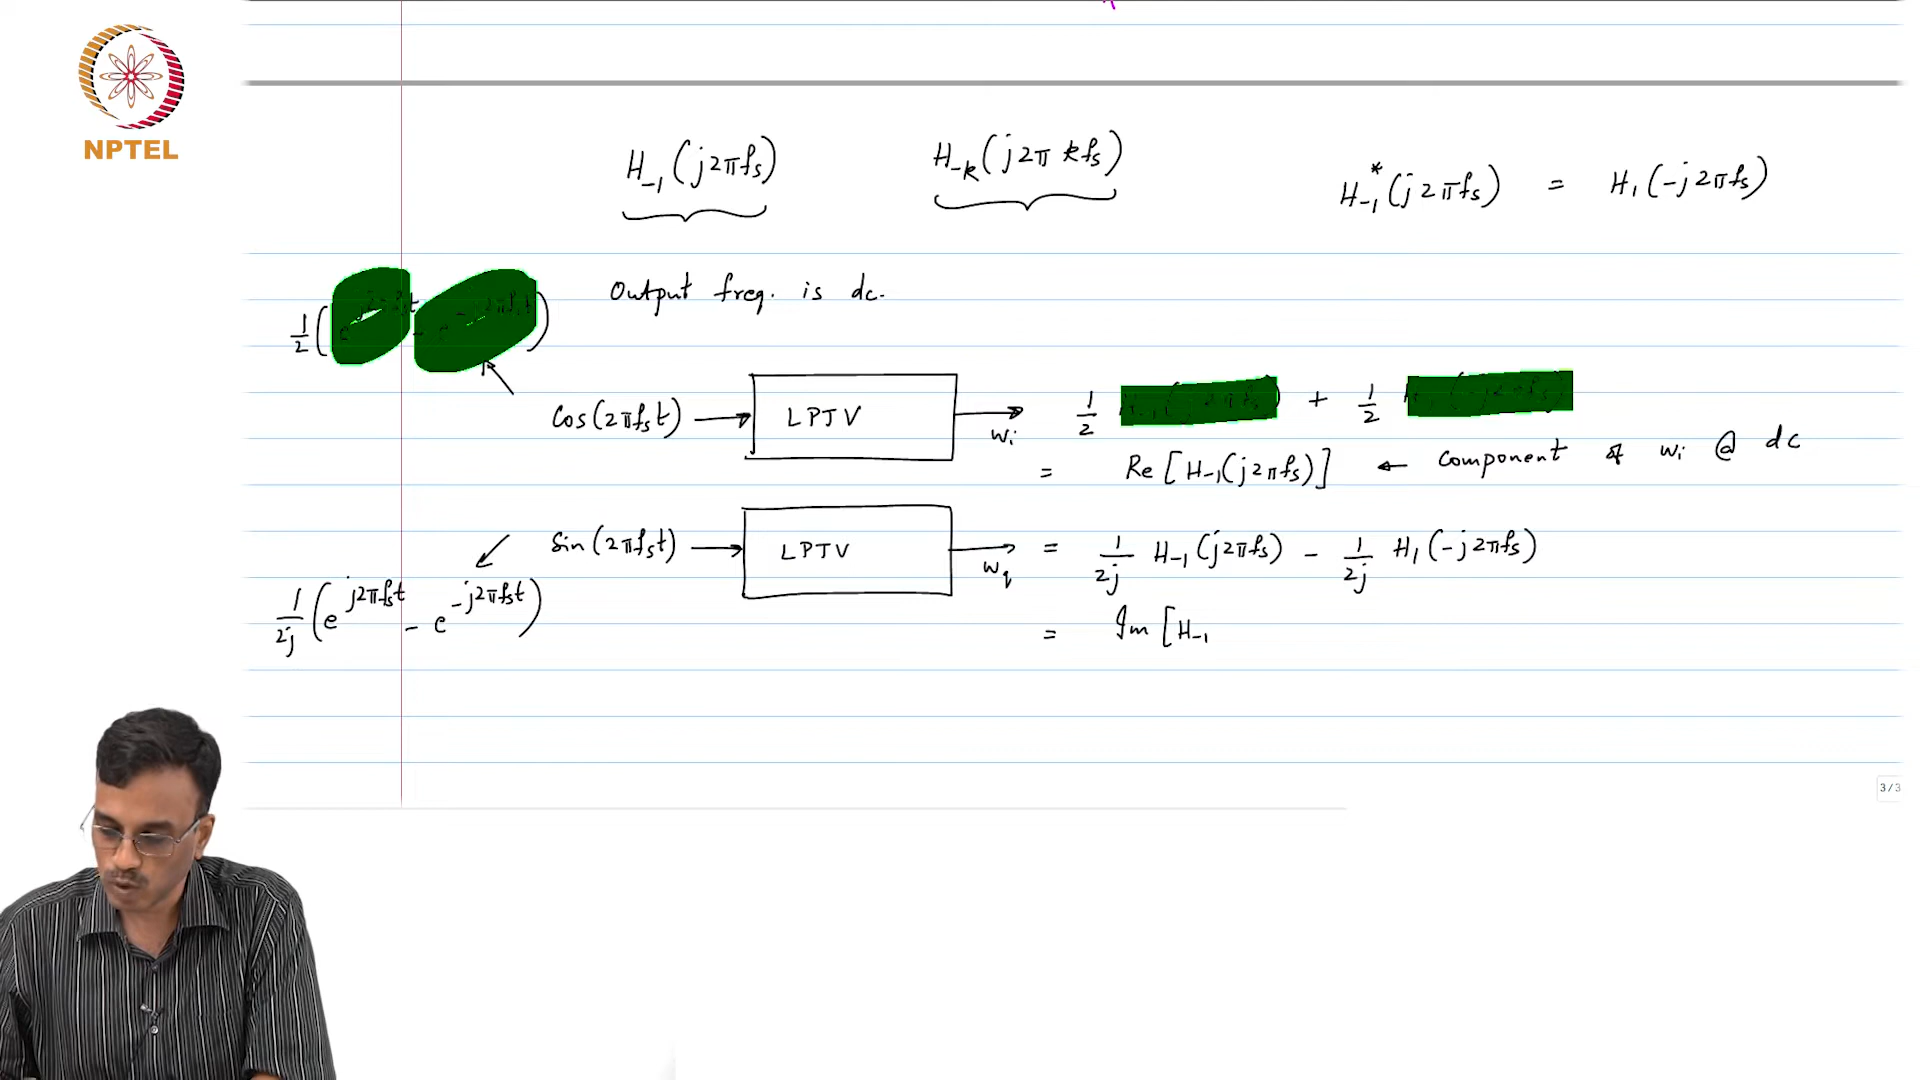 NPTEL
H₋₁(j2πfₛ)   H₋ₖ(j2π kfₛ)   H₋₁*(j2πfₛ) = H₁(-j2πfₛ)
Output freq. is dc.
1/2 (
cos(2πfₛt) → LPTV → wᵢ   1/2   + 1/2
= Re[H₋₁(j2πfₛ)] ← component of wᵢ @ dc
sin(2πfₛt) → LPTV → w_q = 1/2j H₋₁(j2πfₛ) - 1/2j H₁(-j2πfₛ)
1/2j (e^j2πfₛt - e^-j2πfₛt)
= Im[H₋₁
3/3